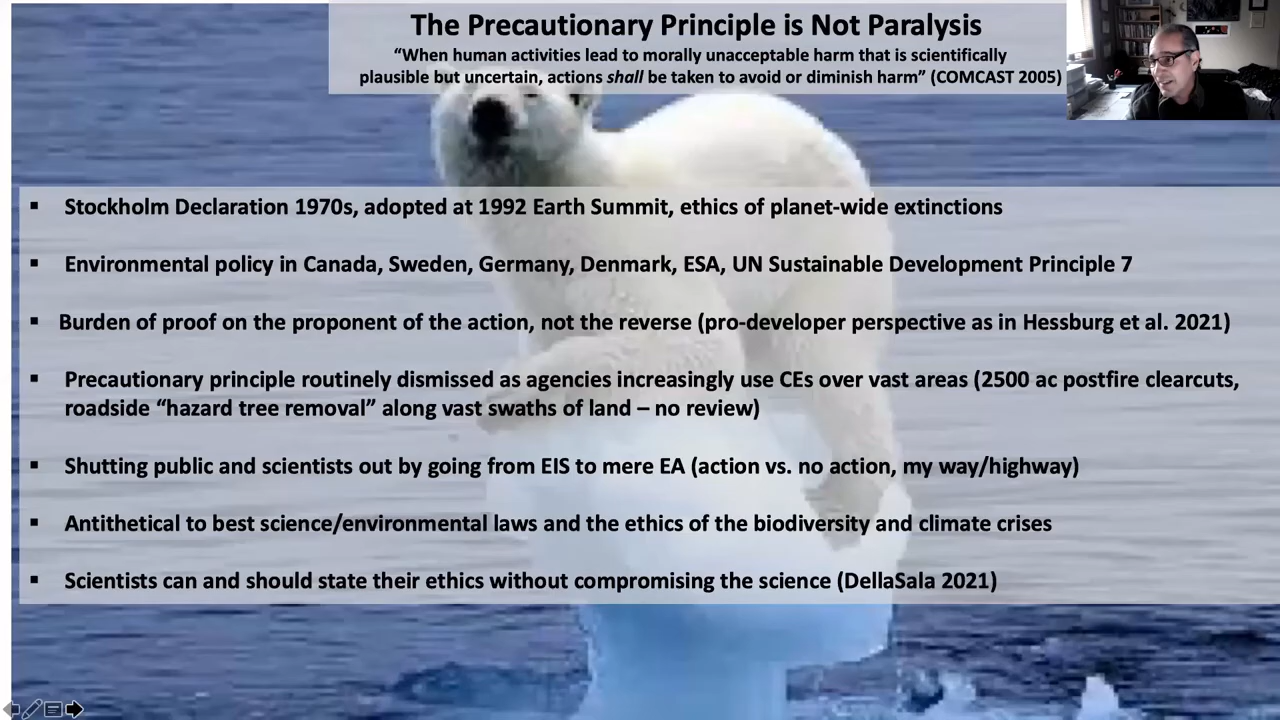 The Precautionary Principle is Not Paralysis
“When human activities lead to morally unacceptable harm that is scientifically
plausible but uncertain, actions shall be taken to avoid or diminish harm” (COMCAST 2005)
▪ Stockholm Declaration 1970s, adopted at 1992 Earth Summit, ethics of planet-wide extinctions
▪ Environmental policy in Canada, Sweden, Germany, Denmark, ESA, UN Sustainable Development Principle 7
▪ Burden of proof on the proponent of the action, not the reverse (pro-developer perspective as in Hessburg et al. 2021)
▪ Precautionary principle routinely dismissed as agencies increasingly use CEs over vast areas (2500 ac postfire clearcuts,
roadside “hazard tree removal” along vast swaths of land – no review)
▪ Shutting public and scientists out by going from EIS to mere EA (action vs. no action, my way/highway)
▪ Antithetical to best science/environmental laws and the ethics of the biodiversity and climate crises
▪ Scientists can and should state their ethics without compromising the science (DellaSala 2021)